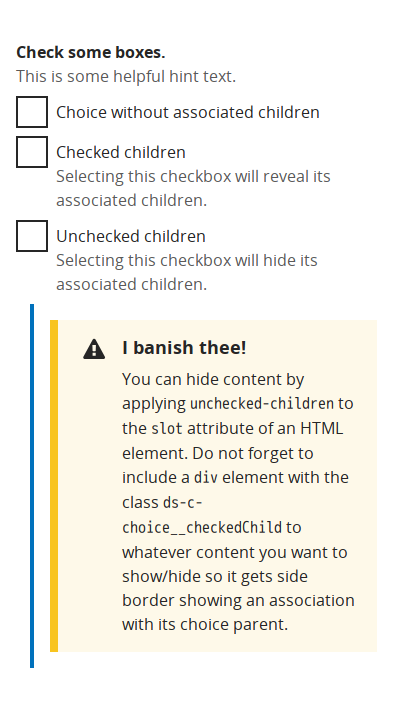 Check some boxes.
This is some helpful hint text.
Choice without associated children
Checked children
Selecting this checkbox will reveal its
associated children.
Unchecked children
Selecting this checkbox will hide its
associated children.
I banish thee!
You can hide content by
applying unchecked-children to
the slot attribute of an HTML
element. Do not forget to
include a div element with the
class ds-c-
choice__checkedChild to
whatever content you want to
show/hide so it gets side
border showing an association
with its choice parent.